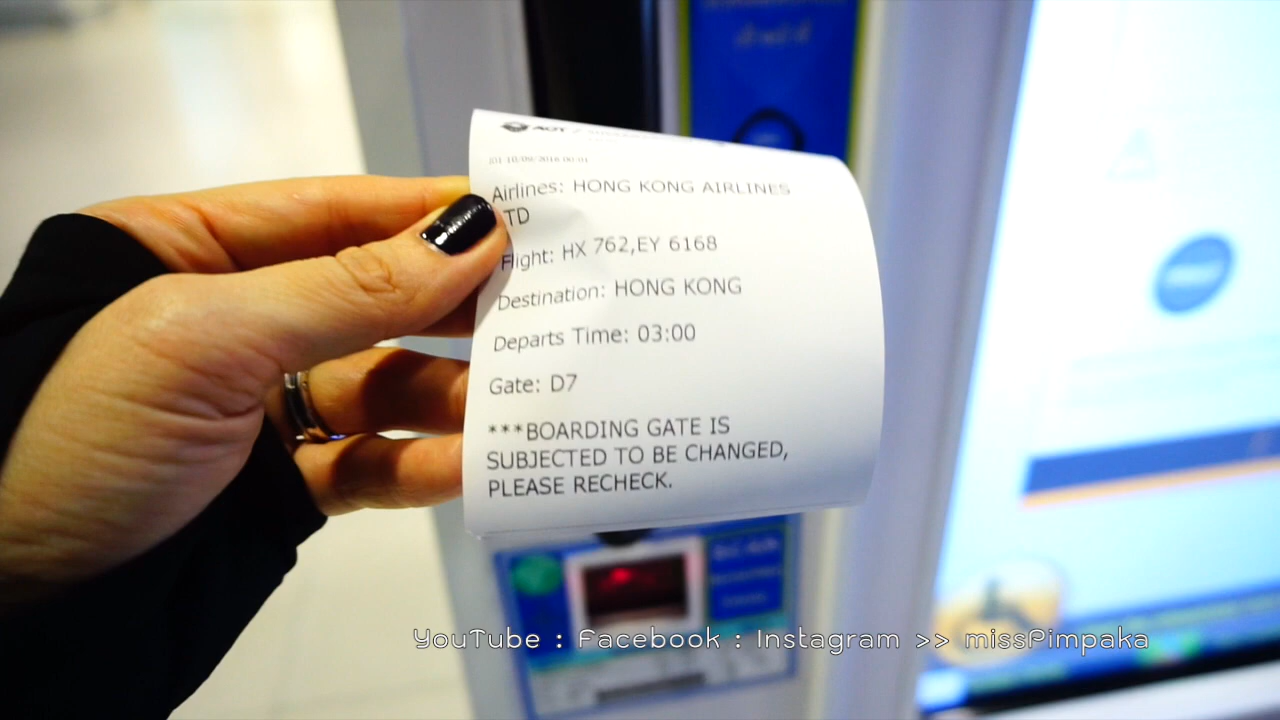 AOT
Airlines: HONG KONG AIRLINES
TD
Flight: HX 762,EY 6168
Destination: HONG KONG
Departs Time: 03:00
Gate: D7
***BOARDING GATE IS
SUBJECTED TO BE CHANGED,
PLEASE RECHECK.
YouTube : Facebook : Instagram >> missPimpaka